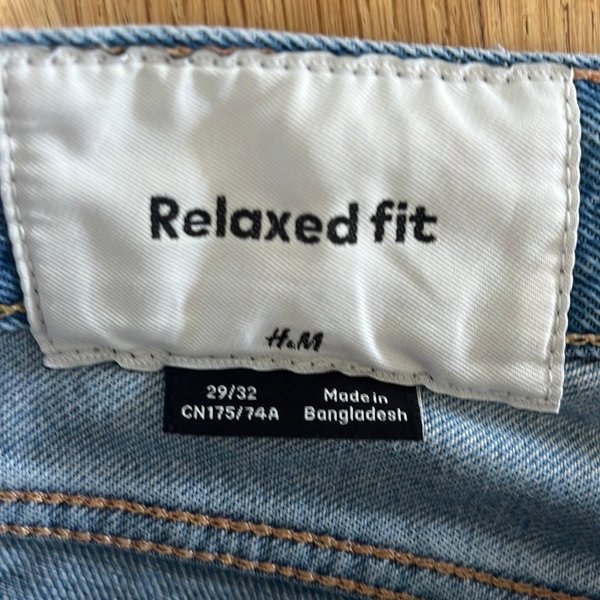 Relaxed fit
H&M
29/32
CN175/74A
Made in
Bangladesh